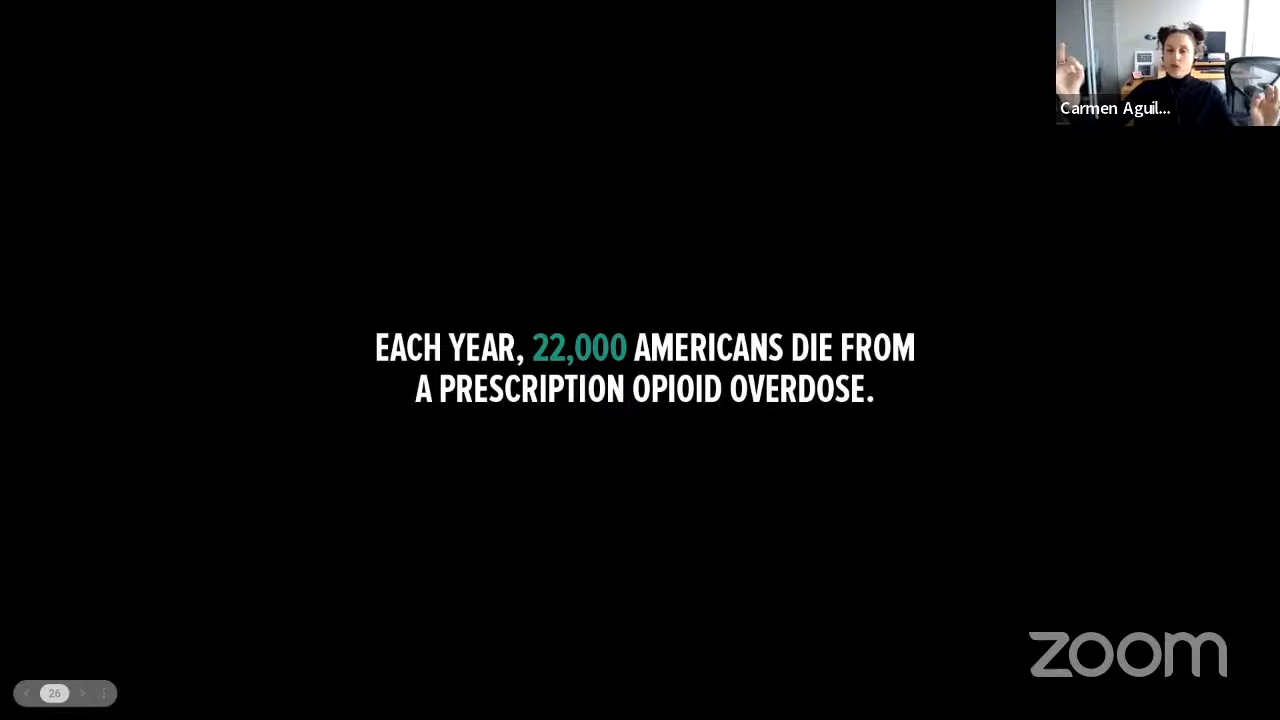 Carmen Aguil...
EACH YEAR, 22,000 AMERICANS DIE FROM
A PRESCRIPTION OPIOID OVERDOSE.
zoom
26